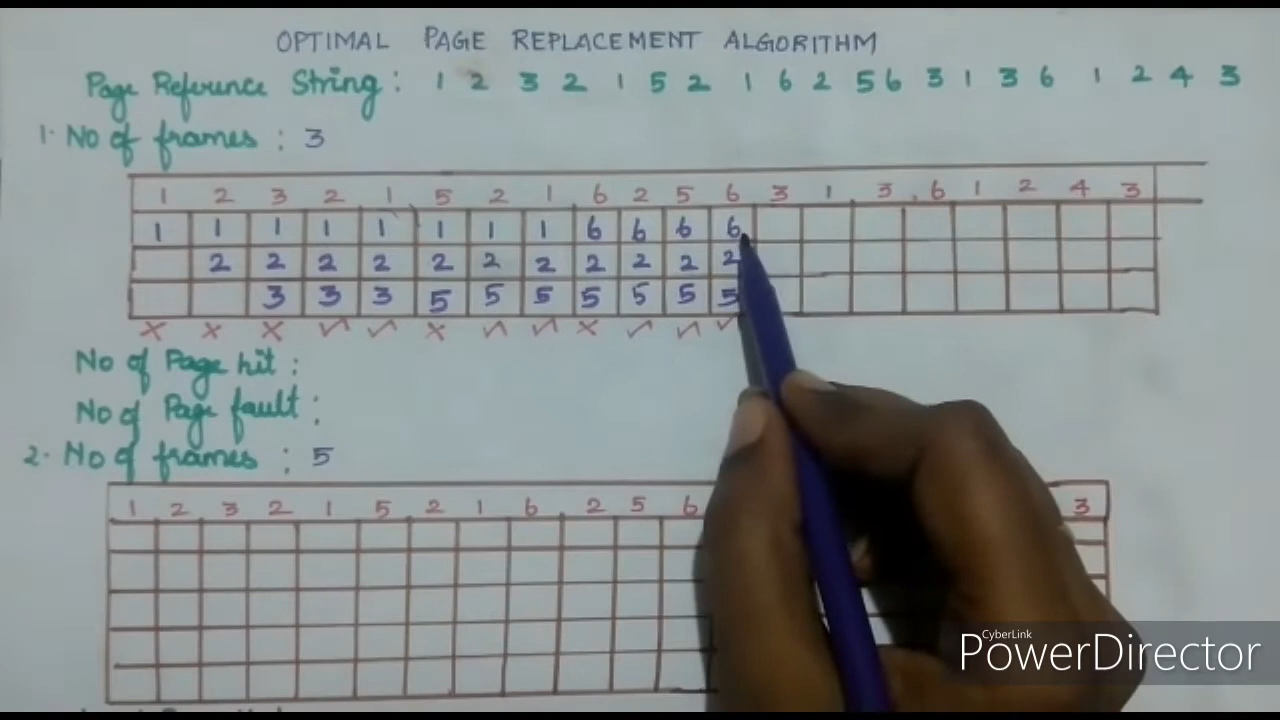 OPTIMAL PAGE REPLACEMENT ALGORITHM
Page Reference String: 1 2 3 2 1 5 2 1 6 2 5 6 3 1 3 6 1 2 4 3
1. No of frames : 3
1 2 3 2 1 5 2 1 6 2 5 6 3 1 3 6 1 2 4 3
1 1 1 1 1 1 1 1 6 6 6 6
2 2 2 2 2 2 2 2 2 2 2
3 3 3 5 5 5 5 5 5 5
× × × ✓ ✓ × ✓ ✓ × ✓ ✓ ✓
No of Page hit :
No of Page fault :
2. No of frames : 5
1 2 3 2 1 5 2 1 6 2 5 6 3
CyberLink
PowerDirector